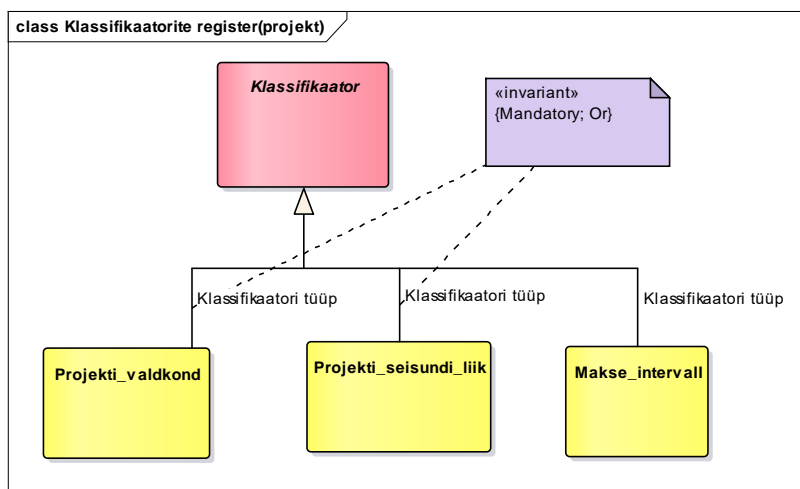 class Klassifikaatorite register(projekt)
Klassifikaator
«invariant»
{Mandatory; Or}
Klassifikaatori tüüp
Klassifikaatori tüüp
Klassifikaatori tüüp
Projekti_valdkond
Projekti_seisundi_liik
Makse_intervall